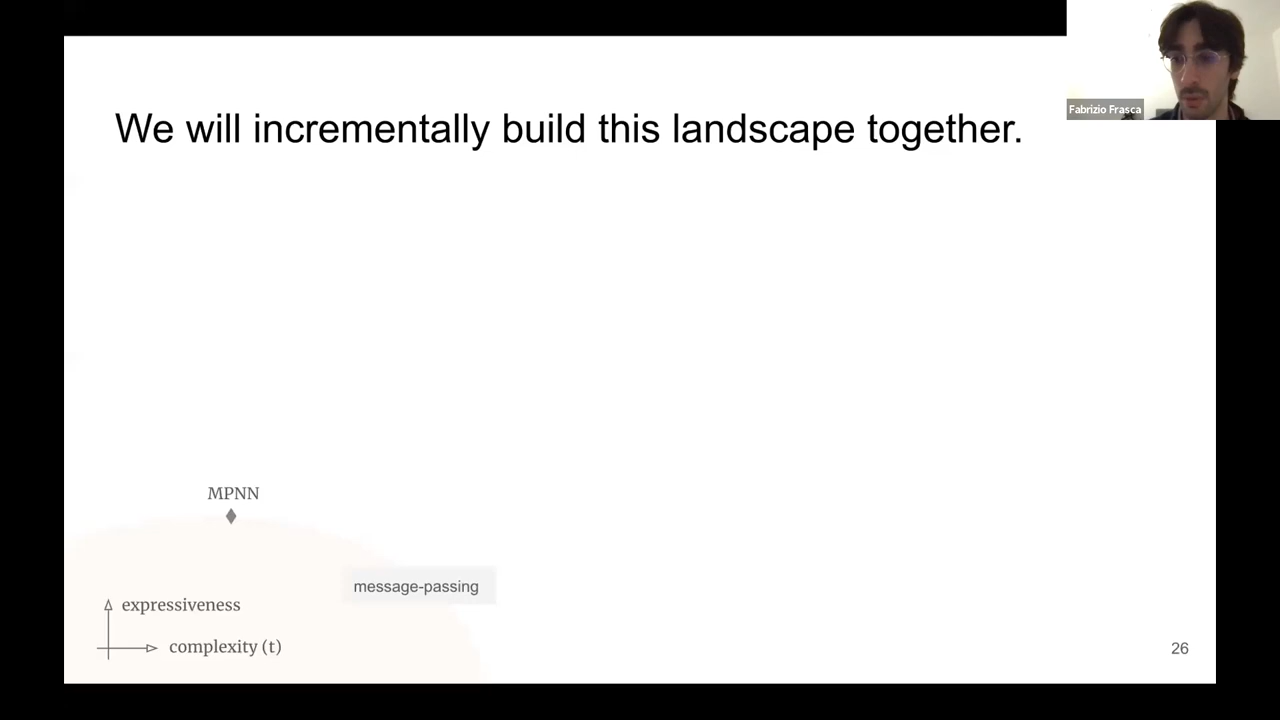 Fabrizio Frasca
We will incrementally build this landscape together.
MPNN
message-passing
expressiveness
complexity (t)
26